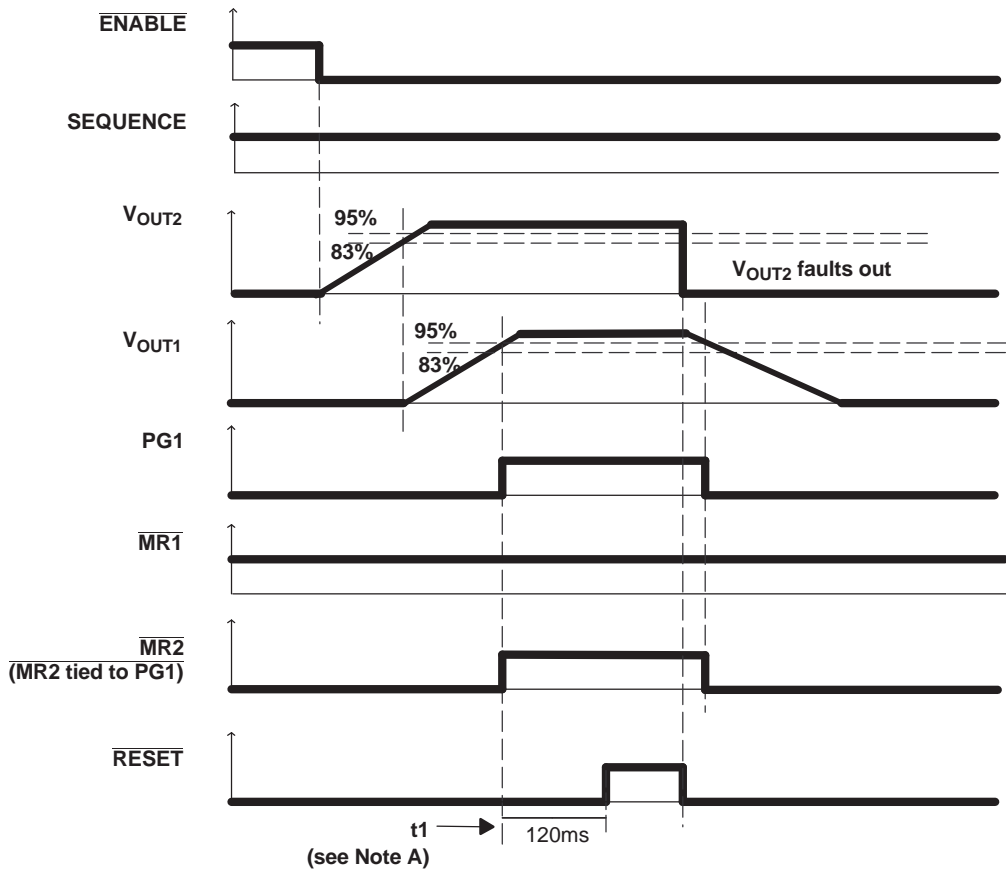 ENABLE
SEQUENCE
VOUT2
95%
83%
VOUT2 faults out
VOUT1
95%
83%
PG1
MR1
MR2
(MR2 tied to PG1)
RESET
t1
120ms
(see Note A)